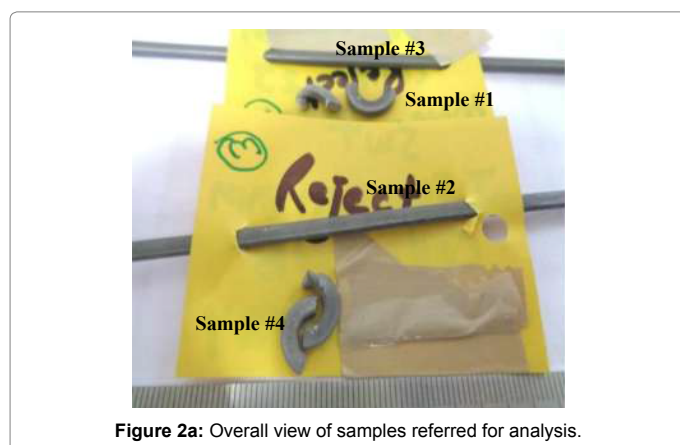 Sample #3
Reject
Sample #1
3
Reject
Sample #2
Sample #4
Figure 2a: Overall view of samples referred for analysis.